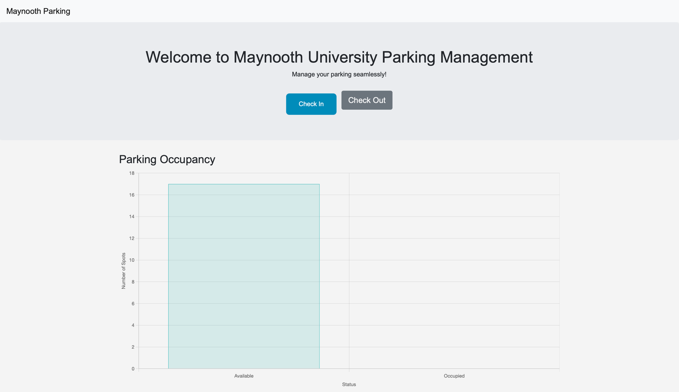 Maynooth Parking
Welcome to Maynooth University Parking Management
Manage your parking seamlessly!
Check In
Check Out
Parking Occupancy
18
16
14
12
10
8
6
4
2
0
Number of Spots
Available
Occupied
Status